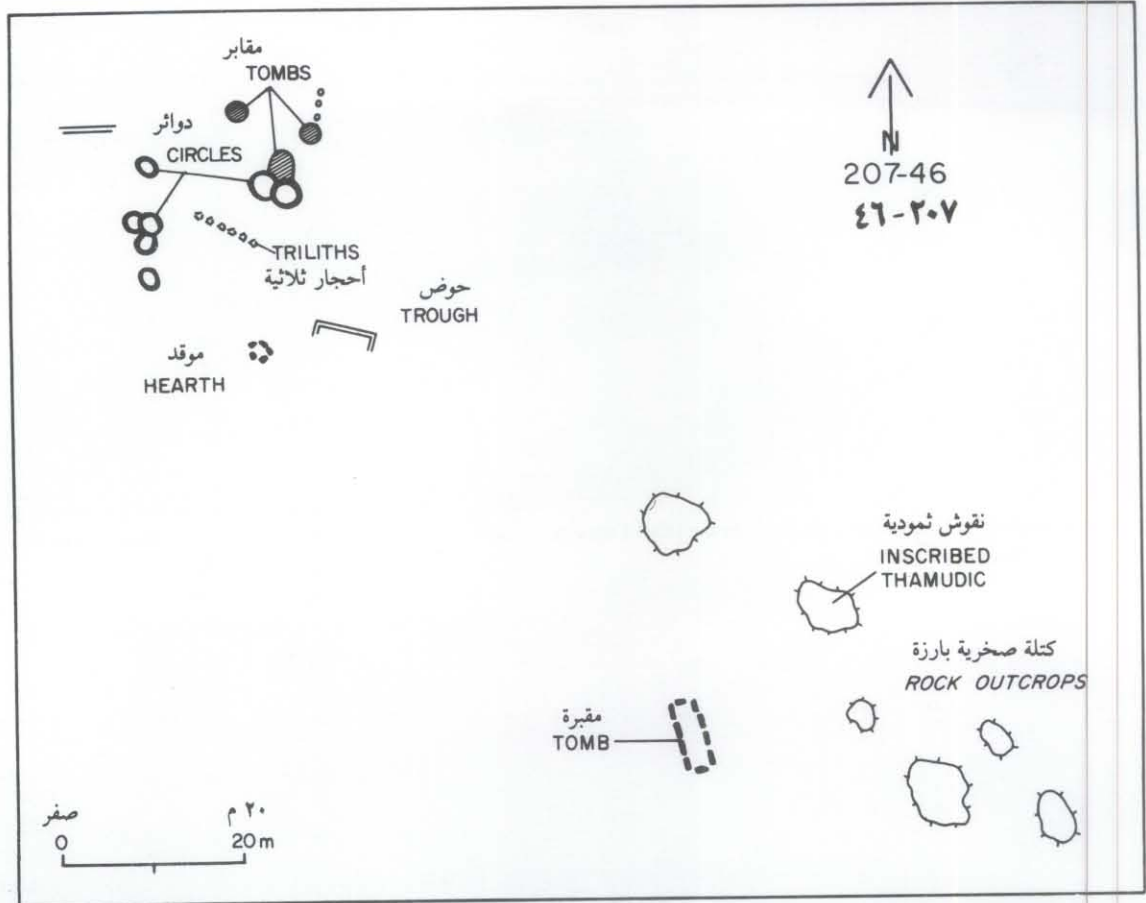 مقابر
TOMBS
دوائر
CIRCLES
N
207-46
٢٠٧-٤٦
TRILITHS
أحجار ثلاثية
حوض
TROUGH
موقد
HEARTH
نقوش ثمودية
INSCRIBED
THAMUDIC
كتلة صخرية بارزة
ROCK OUTCROPS
مقبرة
TOMB
صفر
٢٠ م
0
20 m